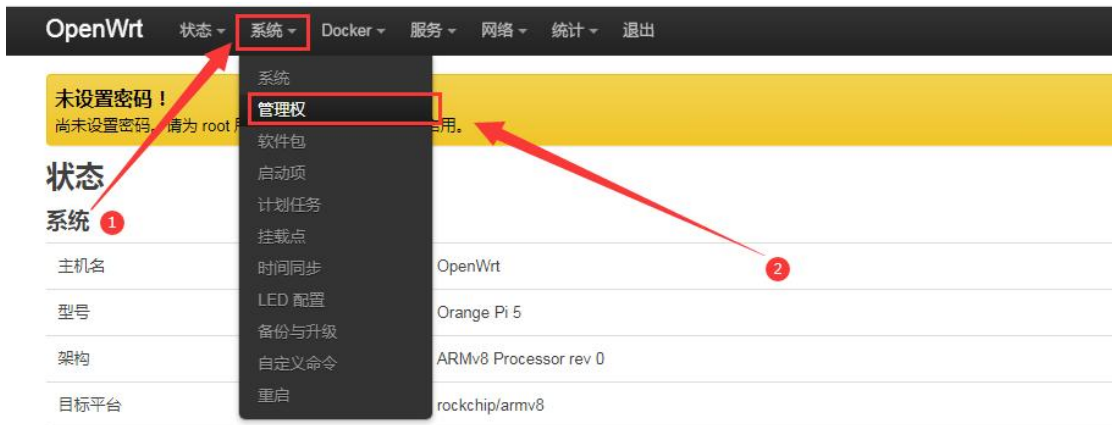 OpenWrt 状态 系统 Docker 服务 网络 统计 退出
系统
未设置密码！
管理权
尚未设置密码。请为 root 用
启用。
软件包
状态
启动项
计划任务
系统 1
挂载点
主机名
时间同步
OpenWrt
2
LED 配置
型号
Orange Pi 5
备份与升级
架构
自定义命令
ARMv8 Processor rev 0
重启
目标平台
rockchip/armv8